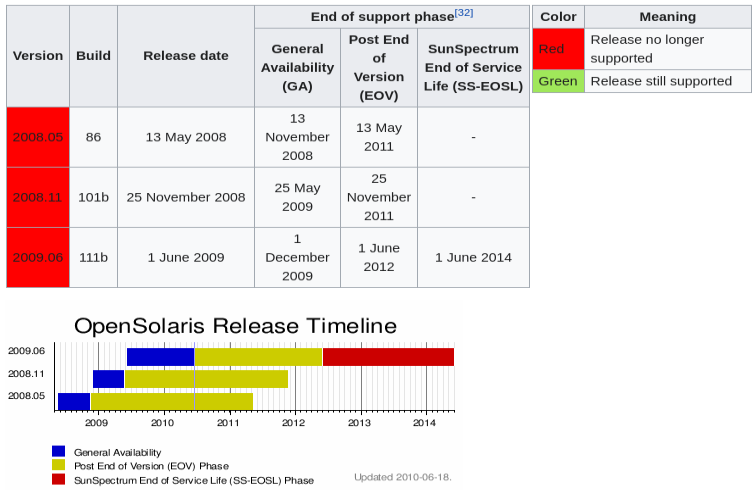 Version
Build
Release date
End of support phase[32]
General
Availability
(GA)
Post End
of
Version
(EOV)
SunSpectrum
End of Service
Life (SS-EOSL)
2008.05
86
13 May 2008
13
November
2008
13 May
2011
-
2008.11
101b
25 November 2008
25 May
2009
25
November
2011
-
2009.06
111b
1 June 2009
1
December
2009
1 June
2012
1 June 2014
Color
Meaning
Red
Release no longer
supported
Green
Release still supported
OpenSolaris Release Timeline
2009.06
2008.11
2008.05
2009 2010 2011 2012 2013 2014
General Availability
Post End of Version (EOV) Phase
SunSpectrum End of Service Life (SS-EOSL) Phase
Updated 2010-06-18.